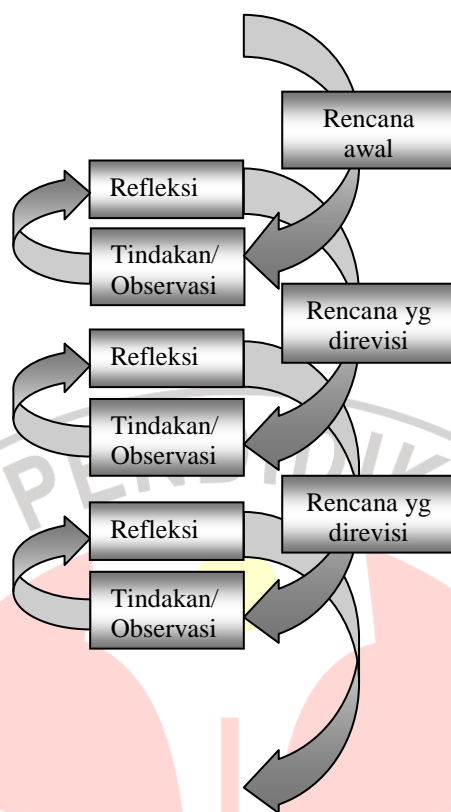 Rencana
awal
Refleksi
Tindakan/
Observasi
Rencana yg
direvisi
Refleksi
Tindakan/
Observasi
Rencana yg
direvisi
Refleksi
Tindakan/
Observasi